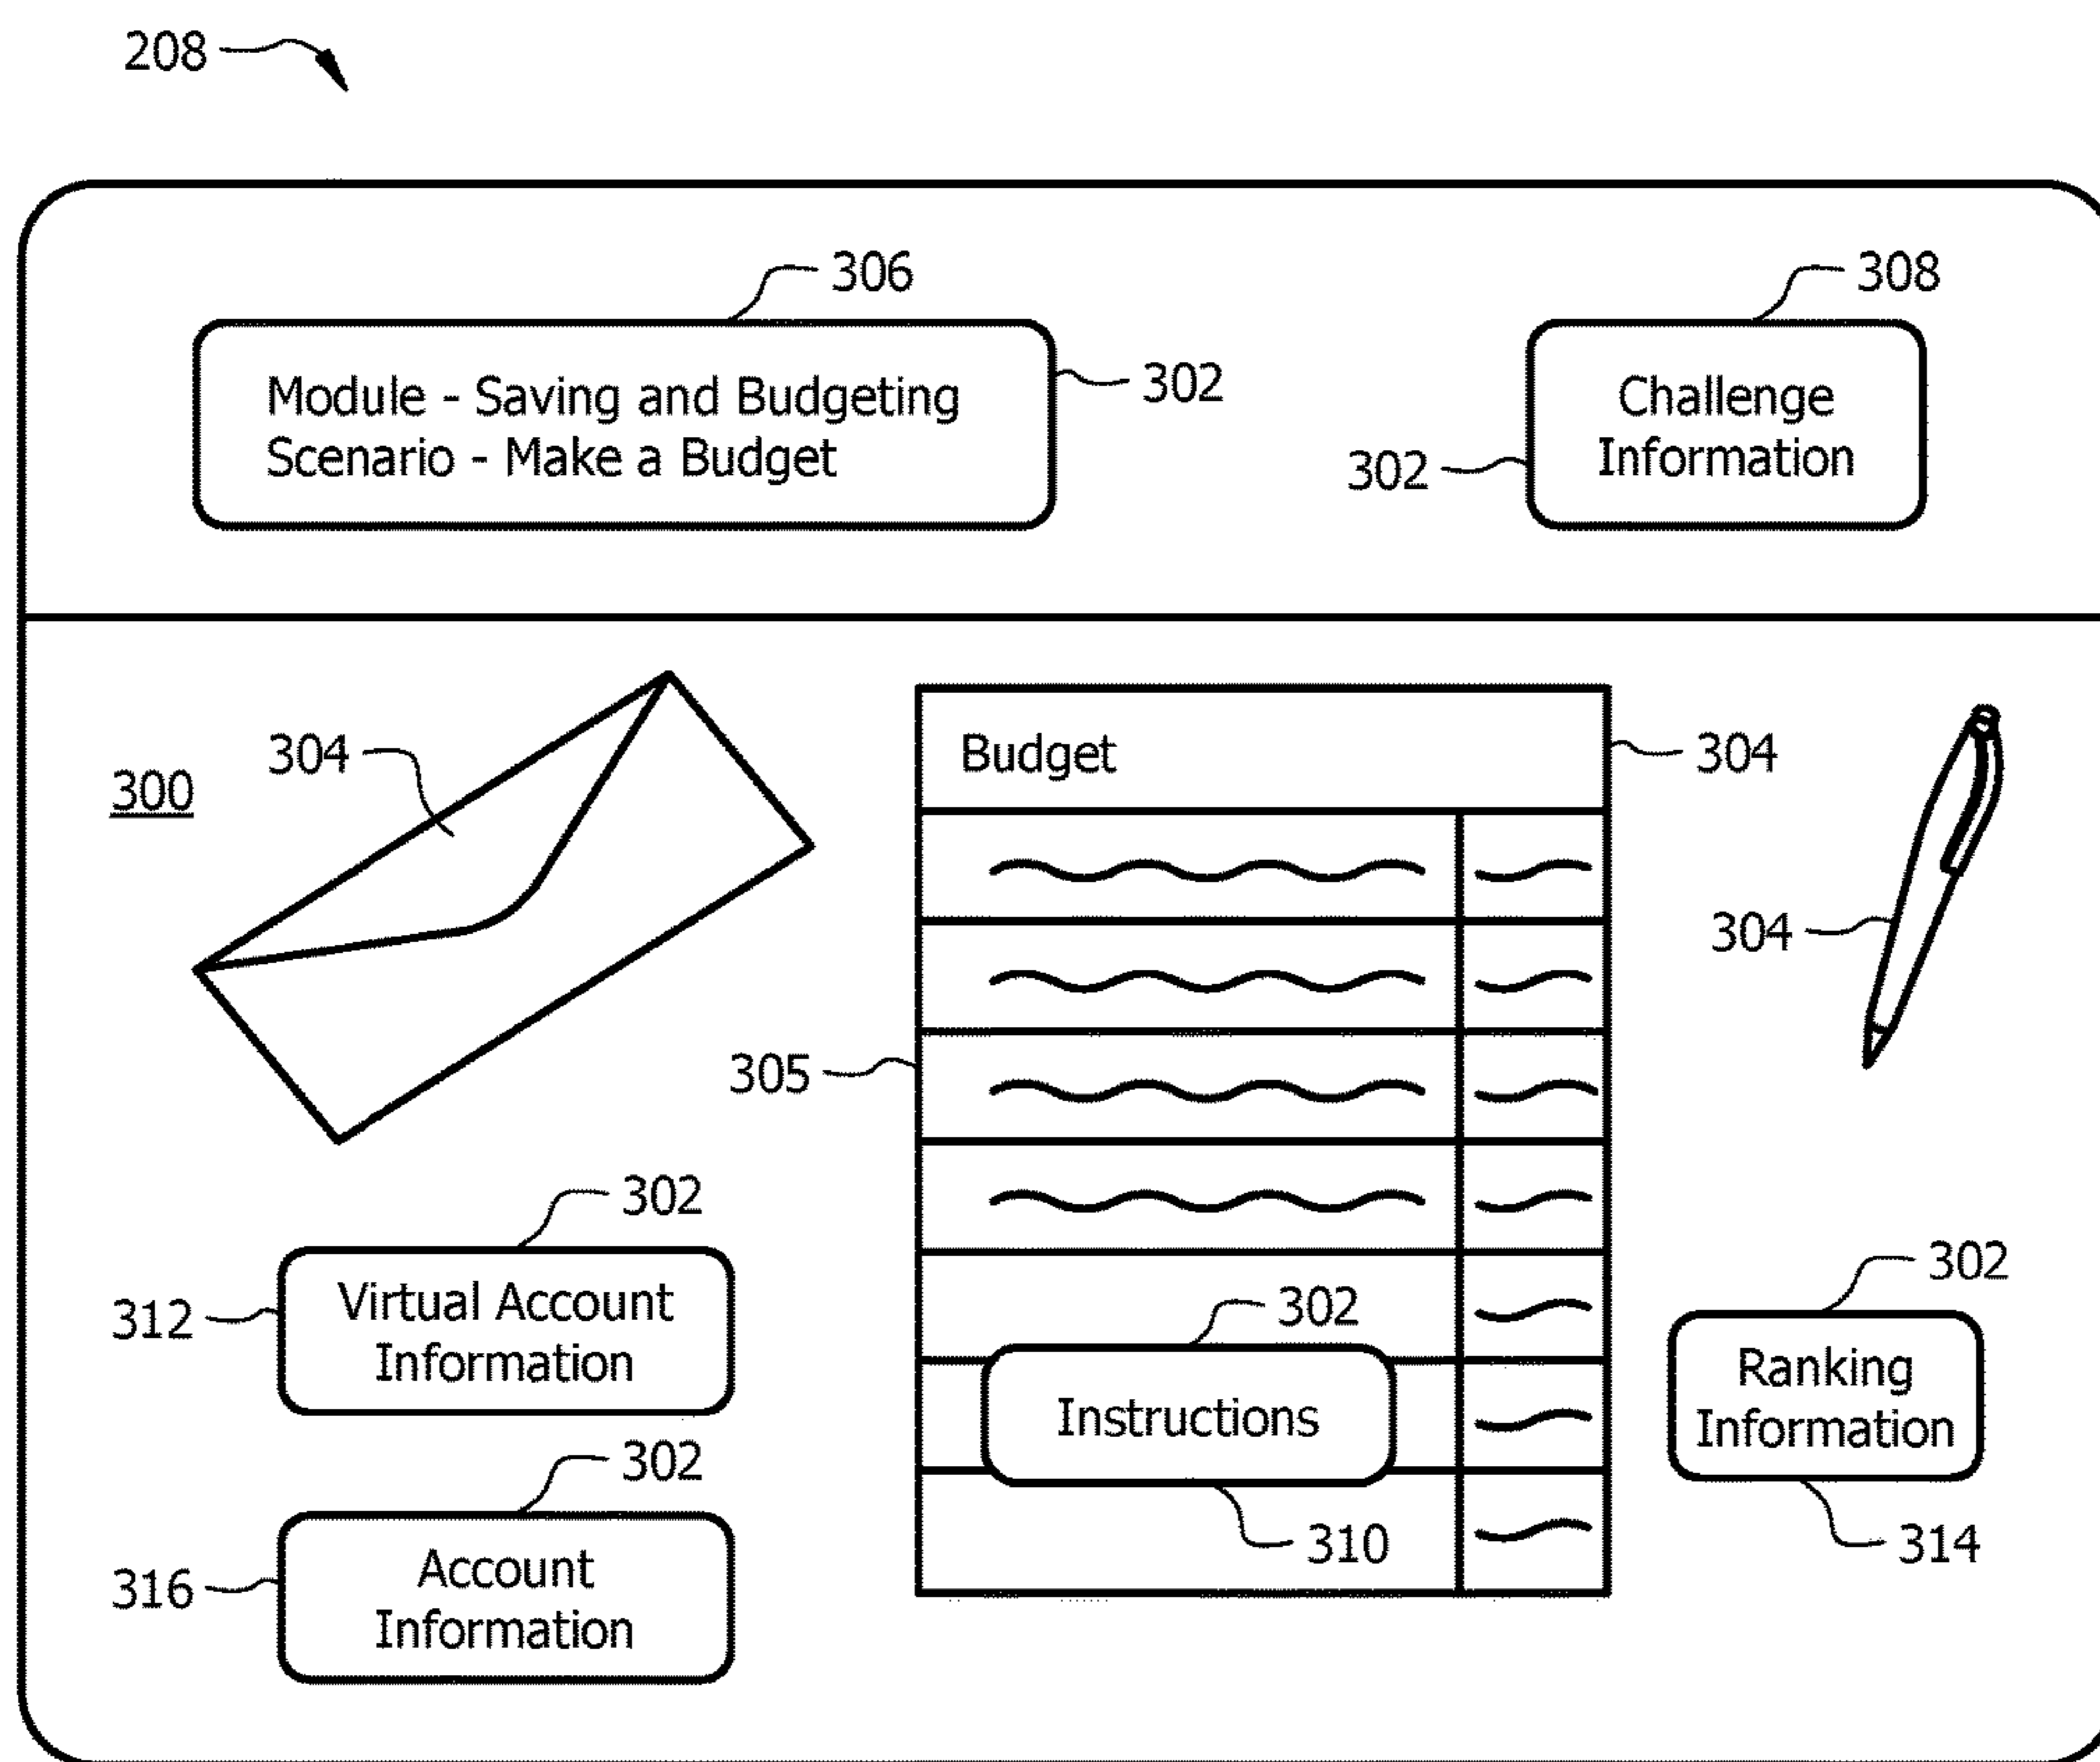 208
306
308
Module - Saving and Budgeting
Scenario - Make a Budget
302
Challenge
Information
302
300
304
Budget
304
304
305
302
312
Virtual Account
Information
302
Instructions
310
302
Ranking
Information
314
302
316
Account
Information